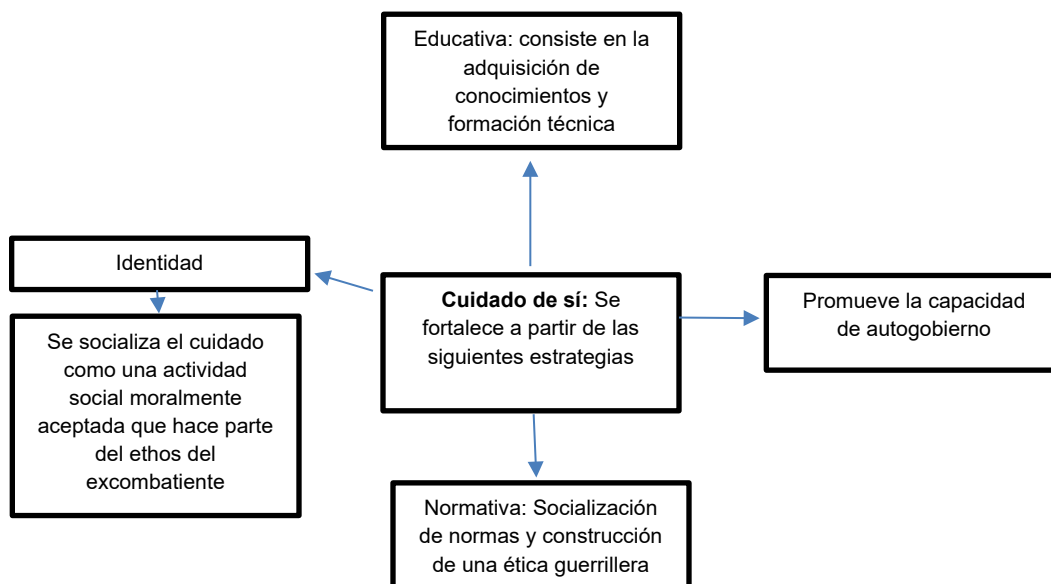 Educativa: consiste en la
adquisición de
conocimientos y
formación técnica
Identidad
Se socializa el cuidado
como una actividad
social moralmente
aceptada que hace parte
del ethos del
excombatiente
Cuidado de sí: Se
fortalece a partir de las
siguientes estrategias
Promueve la capacidad
de autogobierno
Normativa: Socialización
de normas y construcción
de una ética guerrillera